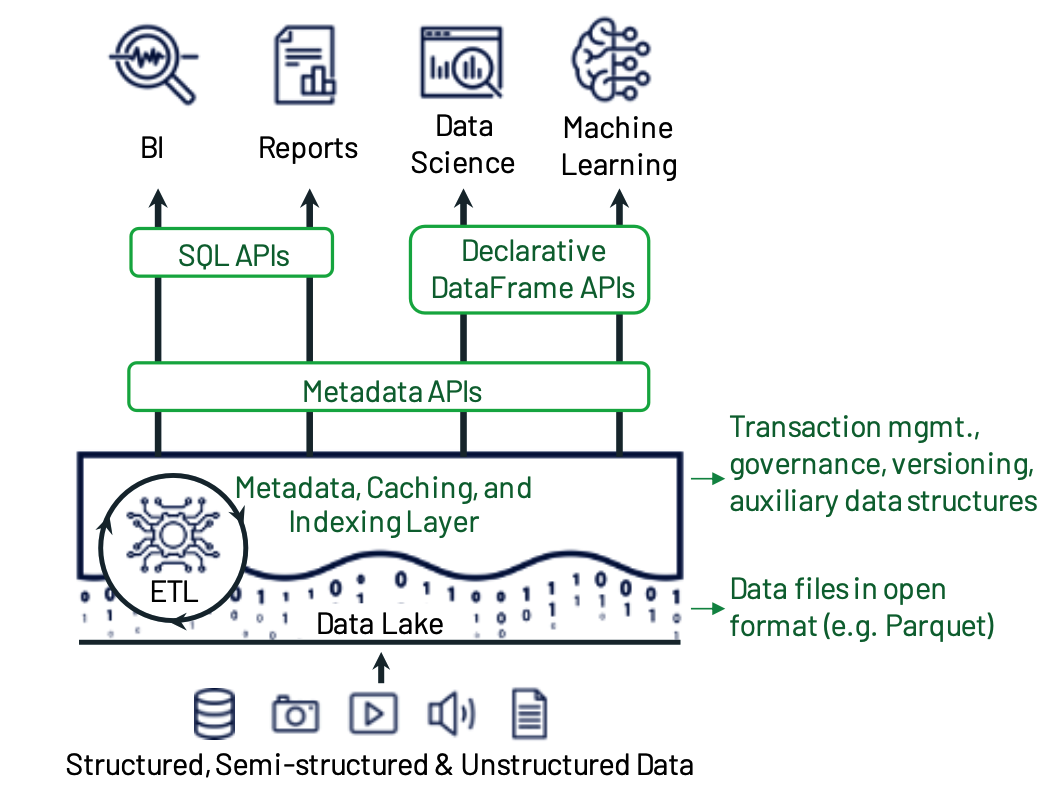 BI
Reports
Data
Science
Machine
Learning
SQL APIs
Declarative
DataFrame APIs
Metadata APIs
Metadata, Caching, and
Indexing Layer
Transaction mgmt.,
governance, versioning,
auxiliary data structures
ETL
Data Lake
Data files in open
format (e.g. Parquet)
Structured, Semi-structured & Unstructured Data